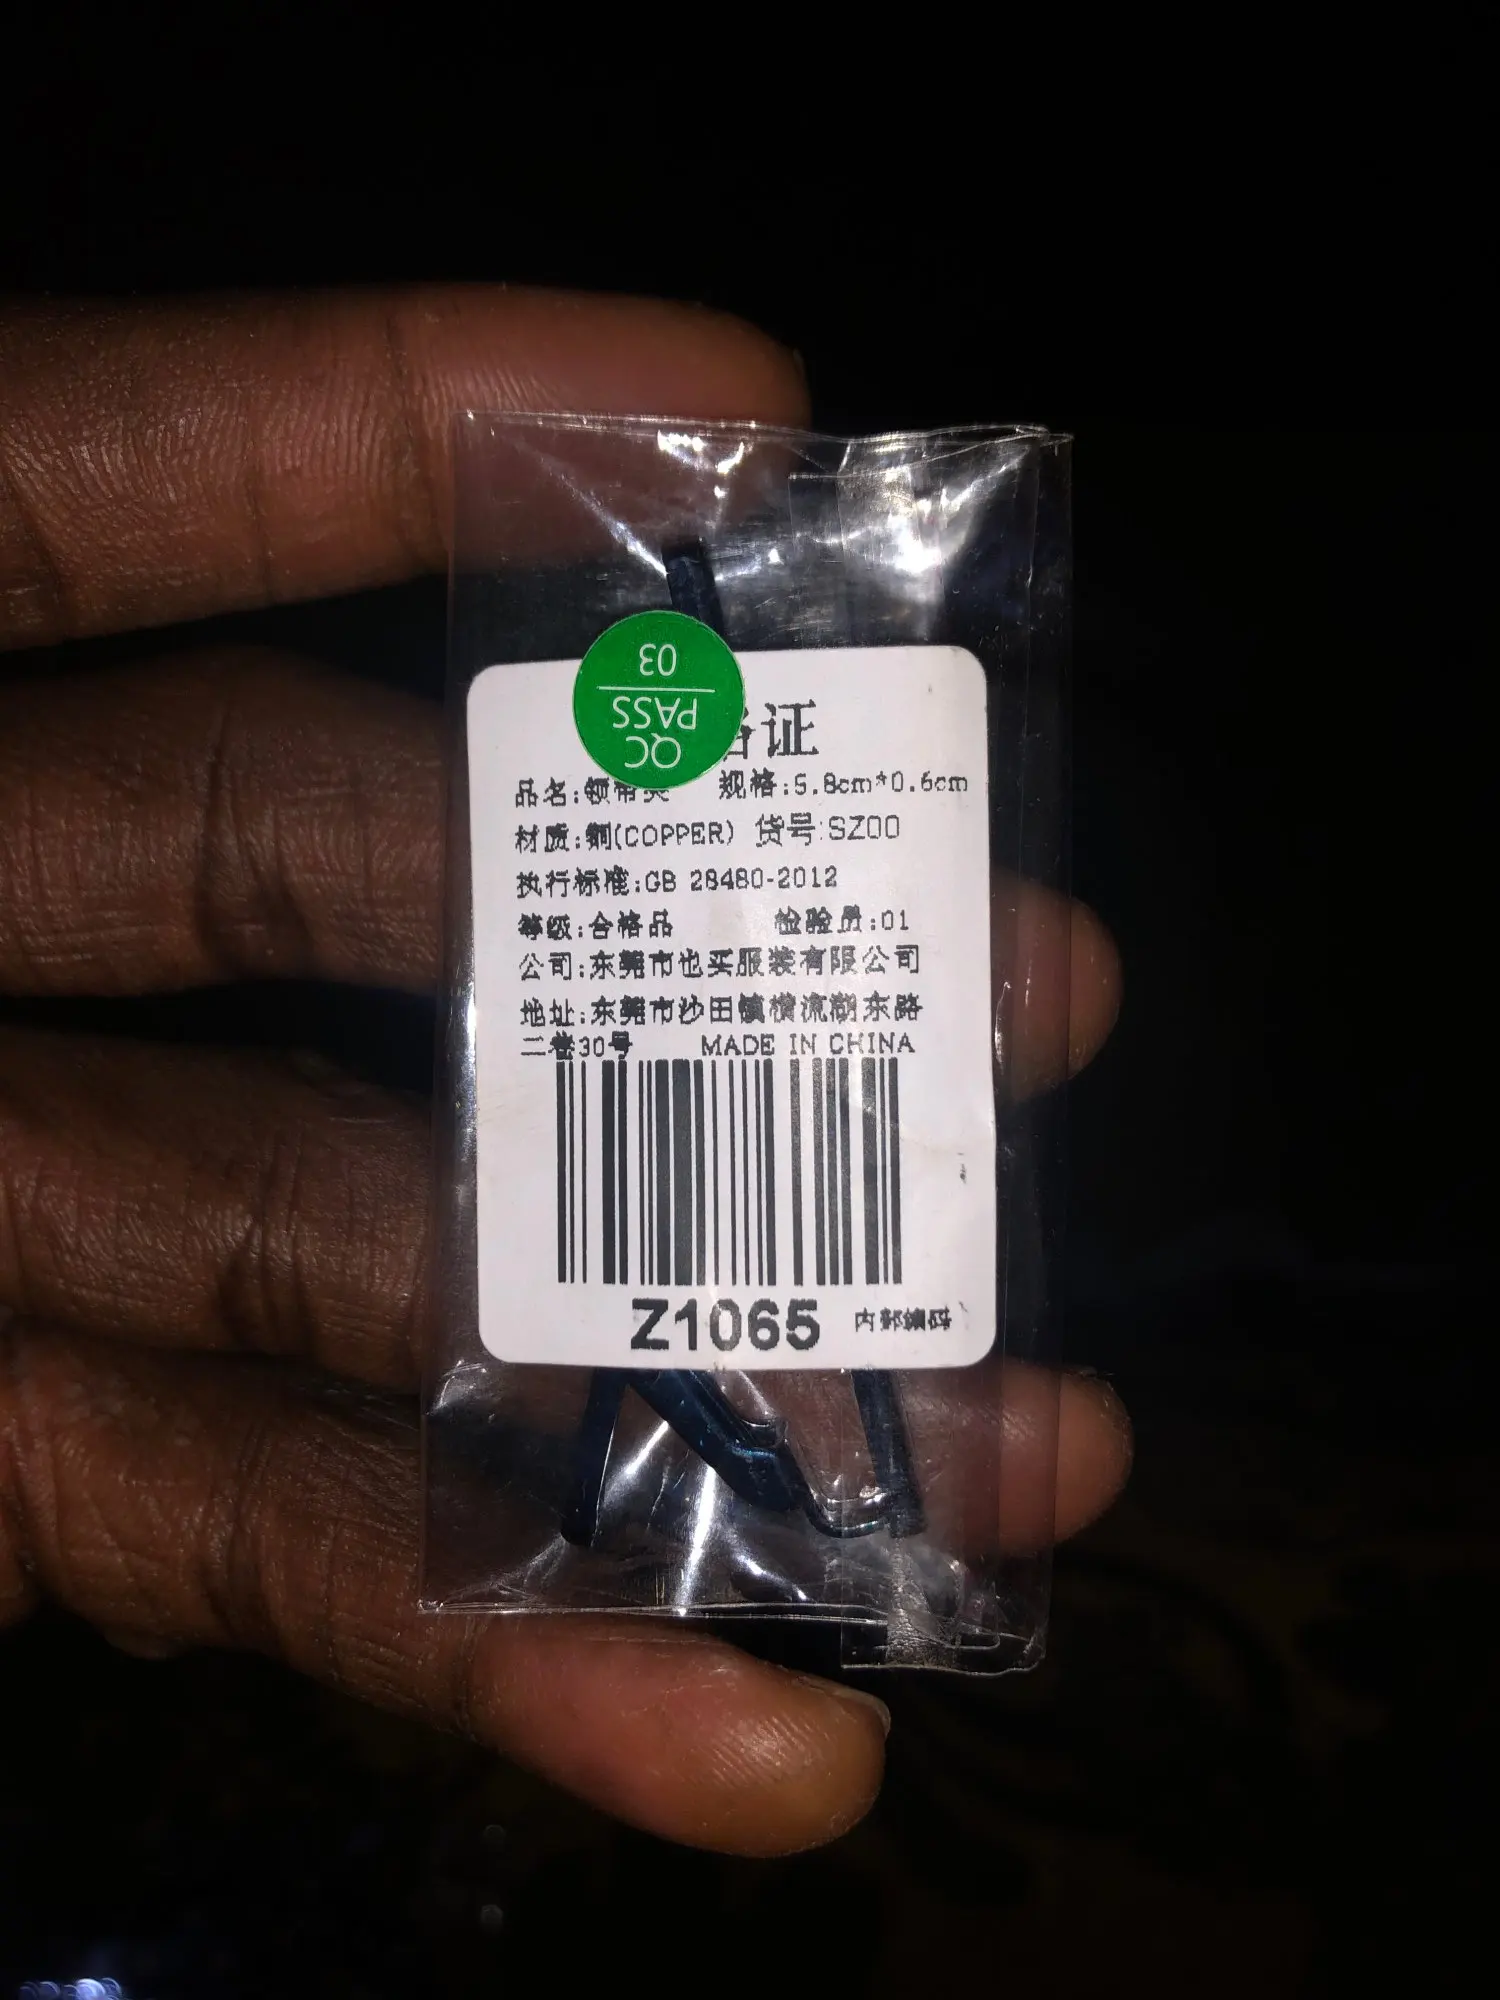 QC
PASS
03
格证
品名:领带夹 规格:5.8cm*0.6cm
材质:铜(COPPER) 货号:SZ00
执行标准:GB 28480-2012
等级:合格品 检验员:01
公司:东莞市也买服装有限公司
地址:东莞市沙田镇横流湖东路
二巷30号 MADE IN CHINA
Z1065 内部编码